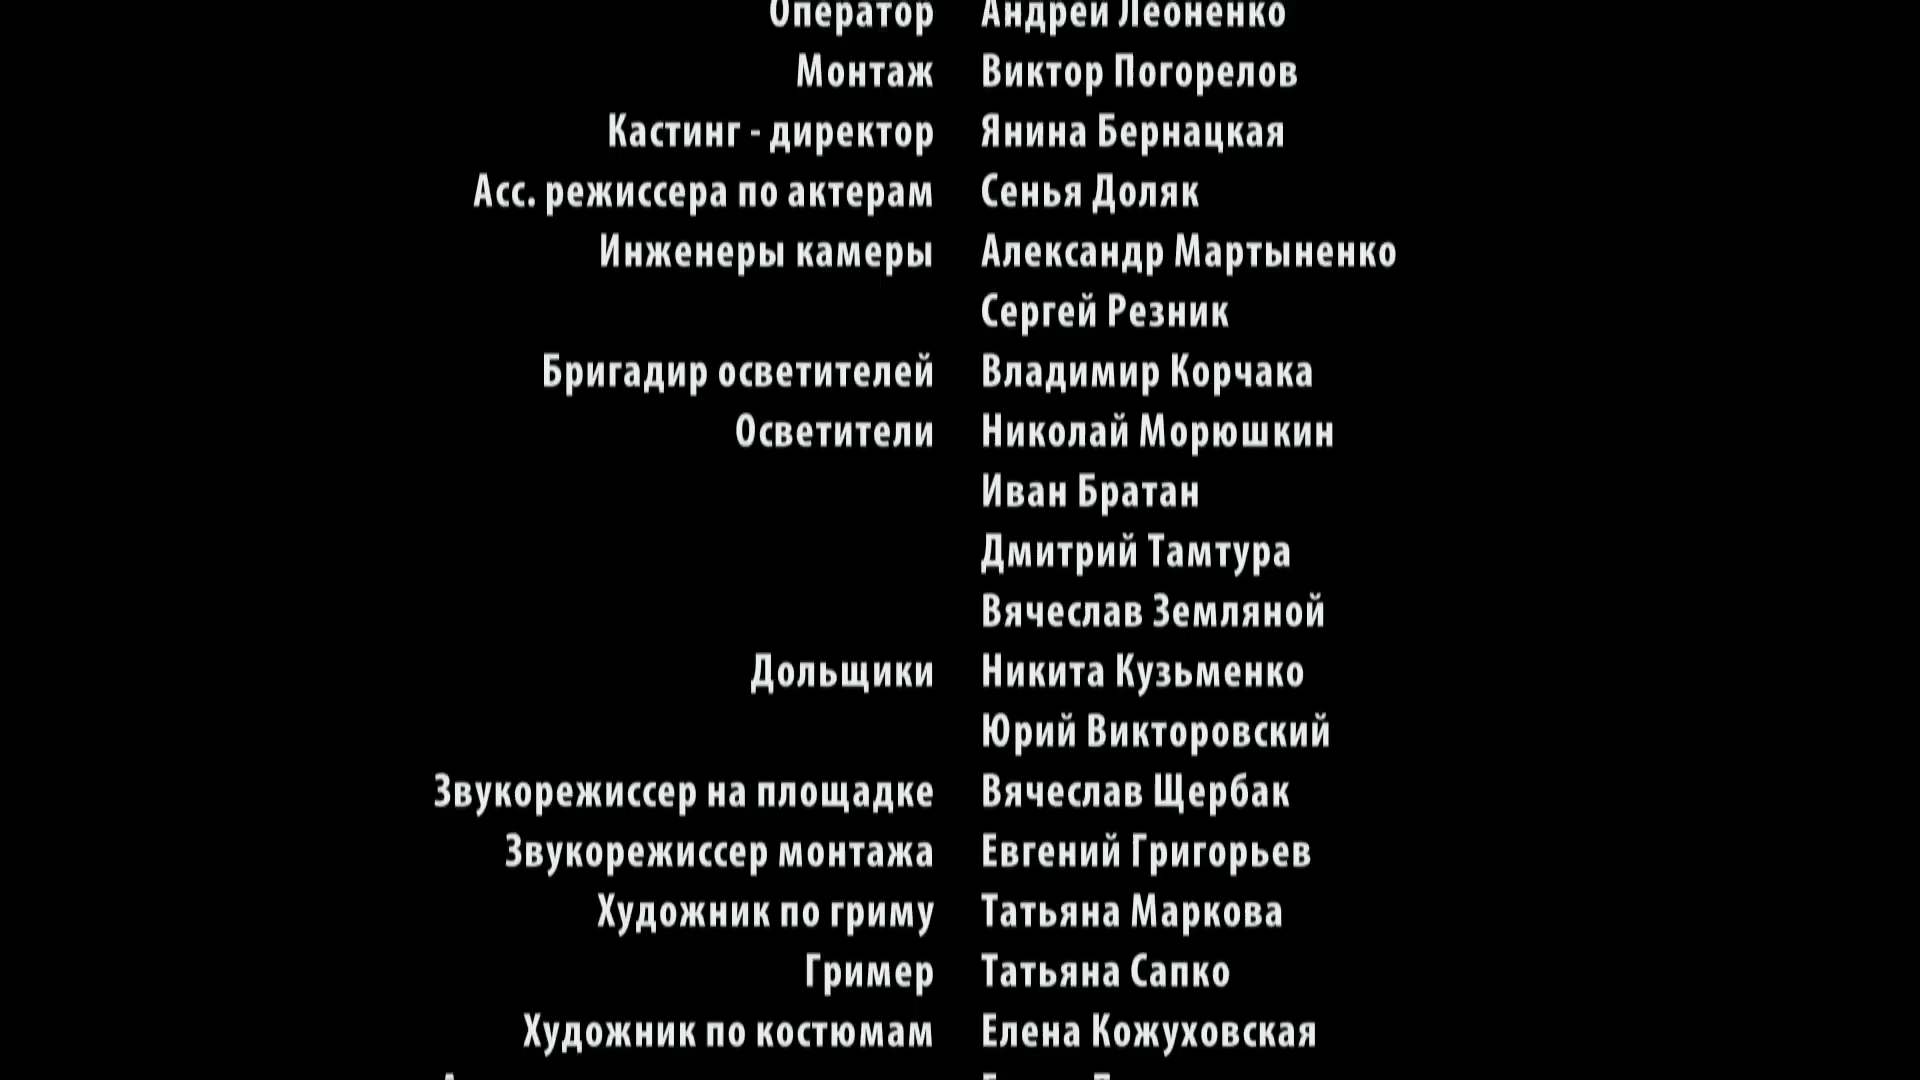 Оператор Андрей Леоненко
Монтаж Виктор Погорелов
Кастинг - директор Янина Бернацкая
Асс. режиссера по актерам Сенья Доляк
Инженеры камеры Александр Мартыненко
Сергей Резник
Бригадир осветителей Владимир Корчака
Осветители Николай Морюшкин
Иван Братан
Дмитрий Тамтура
Вячеслав Земляной
Дольщики Никита Кузьменко
Юрий Викторовский
Звукорежиссер на площадке Вячеслав Щербак
Звукорежиссер монтажа Евгений Григорьев
Художник по гриму Татьяна Маркова
Гример Татьяна Сапко
Художник по костюмам Елена Кожуховская